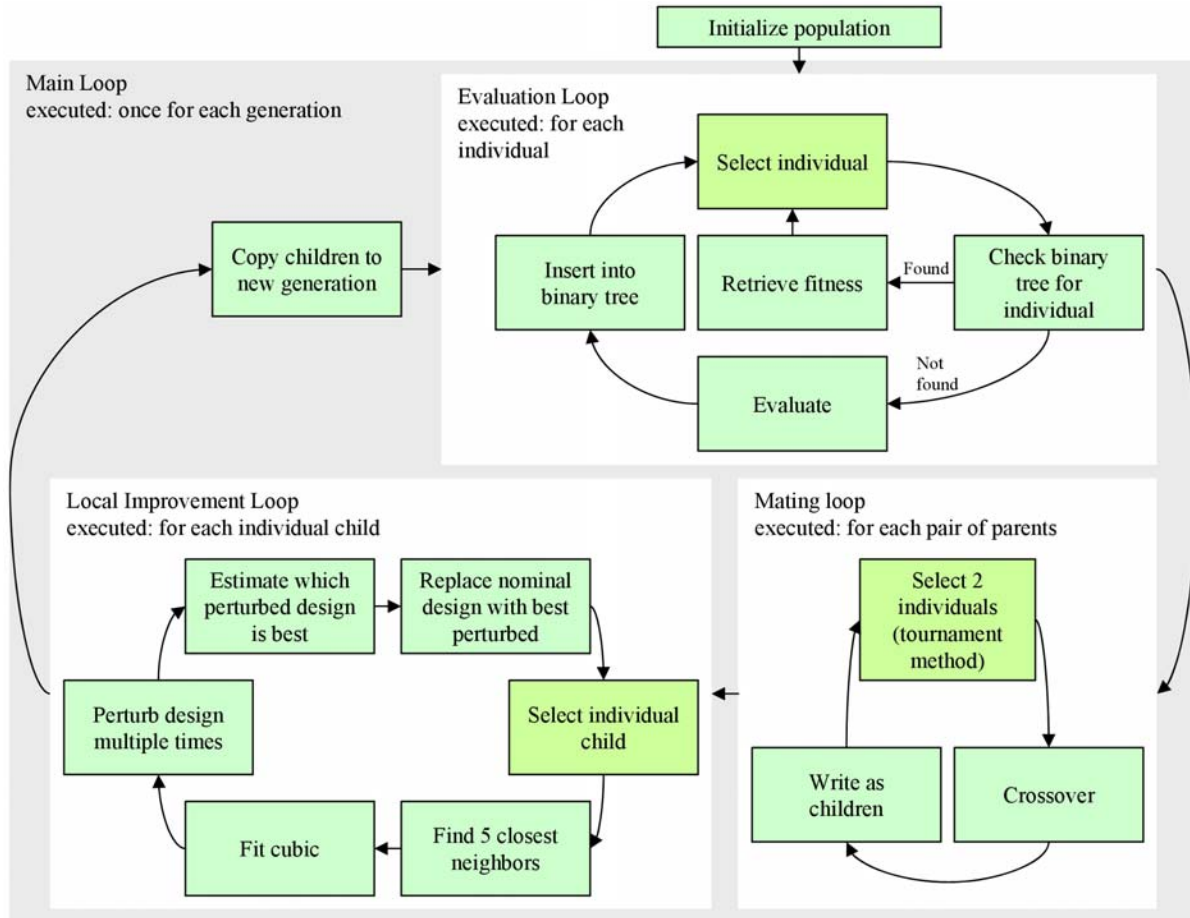 Initialize population
Main Loop
executed: once for each generation
Evaluation Loop
executed: for each
individual
Select individual
Copy children to
new generation
Insert into
binary tree
Retrieve fitness
Found
Check binary
tree for
individual
Evaluate
Not
found
Local Improvement Loop
executed: for each individual child
Estimate which
perturbed design
is best
Replace nominal
design with best
perturbed
Perturb design
multiple times
Select individual
child
Fit cubic
Find 5 closest
neighbors
Mating loop
executed: for each pair of parents
Select 2
individuals
(tournament
method)
Write as
children
Crossover